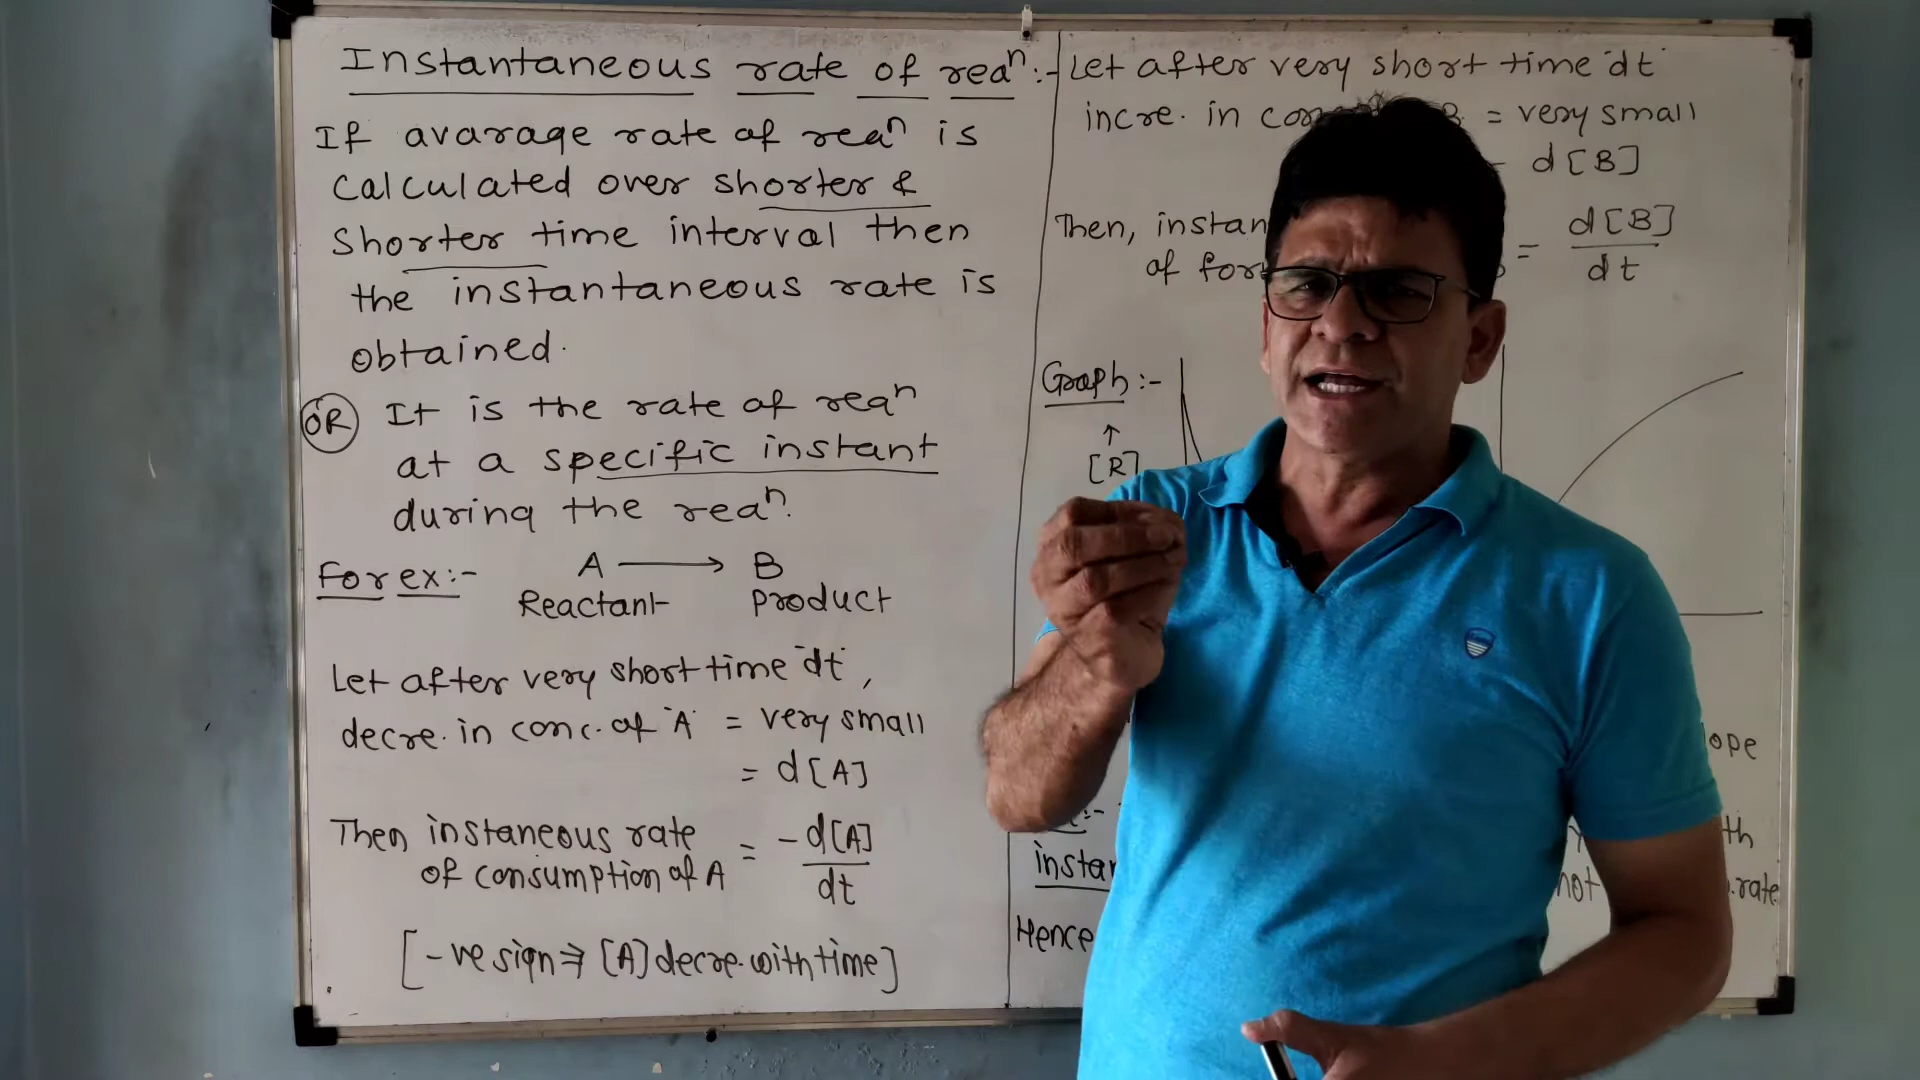 Instantaneous rate of reaⁿ:-
If avarage rate of reaⁿ is
calculated over shorter &
shorter time interval then
the instantaneous rate is
obtained.
OR It is the rate of reaⁿ
at a specific instant
during the reaⁿ.
For ex:- A ⟶ B
Reactant Product
Let after very short time 'dt',
decre. in conc. of 'A' = very small
= d[A]
Then instaneous rate
of consumption of A = -d[A]/dt
[-ve sign ⇒ [A] decre. with time]
Let after very short time 'dt'
incre. in = very small
d[B]
Then,
of = d[B]/dt
Graph:-
↑
[R]
th
not rate
Hence